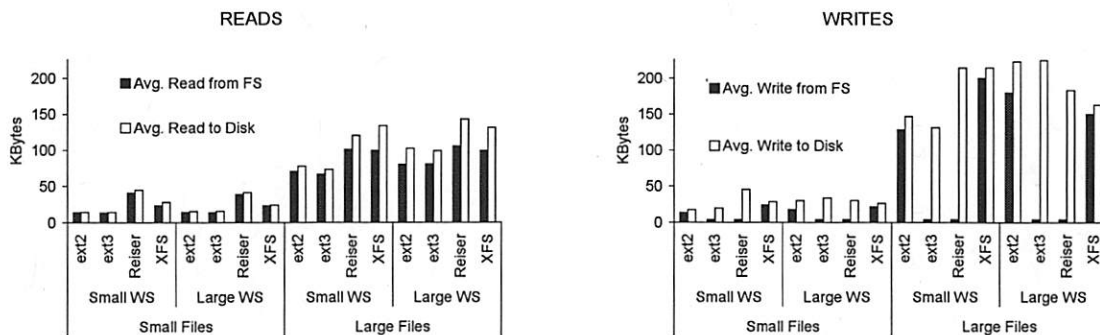 READS
200
150
100
50
0
KBytes
Avg. Read from FS
Avg. Read to Disk
ext2
ext3
Reiser
XFS
ext2
ext3
Reiser
XFS
ext2
ext3
Reiser
XFS
ext2
ext3
Reiser
XFS
Small WS
Large WS
Small WS
Large WS
Small Files
Large Files
WRITES
200
150
100
50
0
KBytes
Avg. Write from FS
Avg. Write to Disk
ext2
ext3
Reiser
XFS
ext2
ext3
Reiser
XFS
ext2
ext3
Reiser
XFS
ext2
ext3
Reiser
XFS
Small WS
Large WS
Small WS
Large WS
Small Files
Large Files